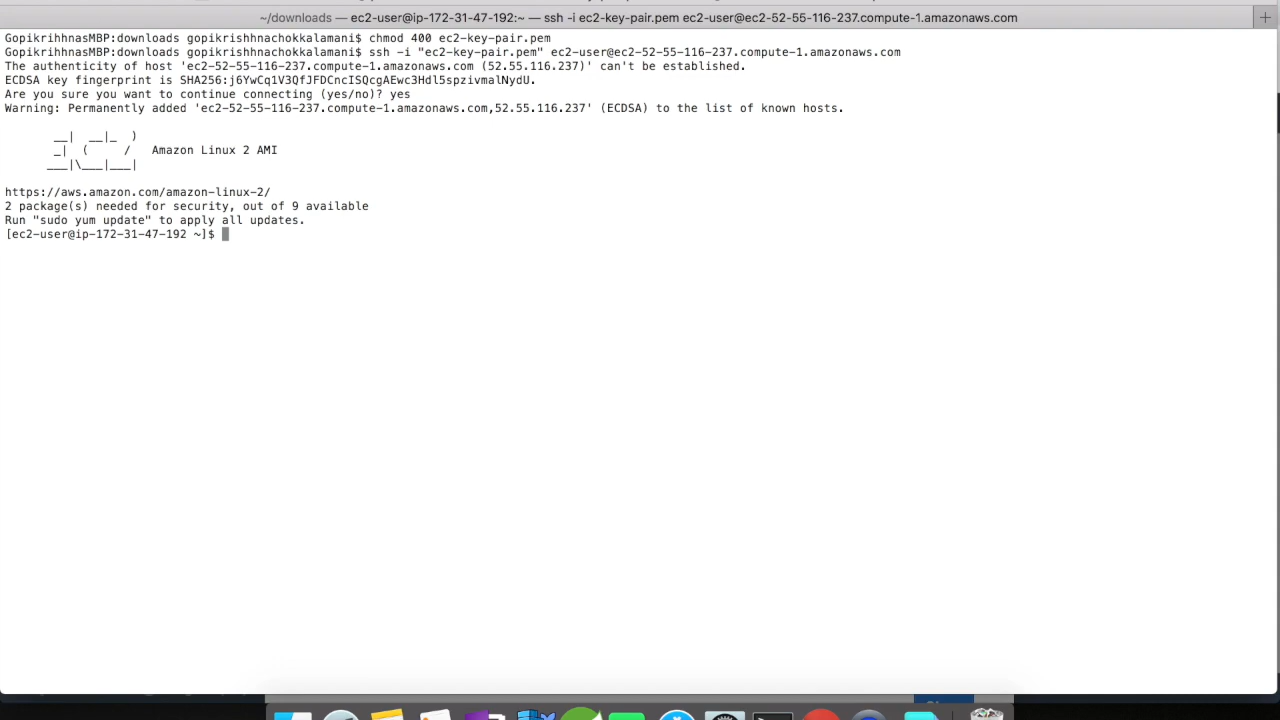 ~/downloads — ec2-user@ip-172-31-47-192:~ — ssh -i ec2-key-pair.pem ec2-user@ec2-52-55-116-237.compute-1.amazonaws.com
GopikrihhnasMBP:downloads gopikrishhnachokkalamani$ chmod 400 ec2-key-pair.pem
GopikrihhnasMBP:downloads gopikrishhnachokkalamani$ ssh -i "ec2-key-pair.pem" ec2-user@ec2-52-55-116-237.compute-1.amazonaws.com
The authenticity of host 'ec2-52-55-116-237.compute-1.amazonaws.com (52.55.116.237)' can't be established.
ECDSA key fingerprint is SHA256:j6YwCq1V3QfJFDCncISQcgAEwc3Hdl5spzivmalNydU.
Are you sure you want to continue connecting (yes/no)? yes
Warning: Permanently added 'ec2-52-55-116-237.compute-1.amazonaws.com,52.55.116.237' (ECDSA) to the list of known hosts.
__|  __|_  )
_|  (     /   Amazon Linux 2 AMI
___|\___|___|
https://aws.amazon.com/amazon-linux-2/
2 package(s) needed for security, out of 9 available
Run "sudo yum update" to apply all updates.
[ec2-user@ip-172-31-47-192 ~]$